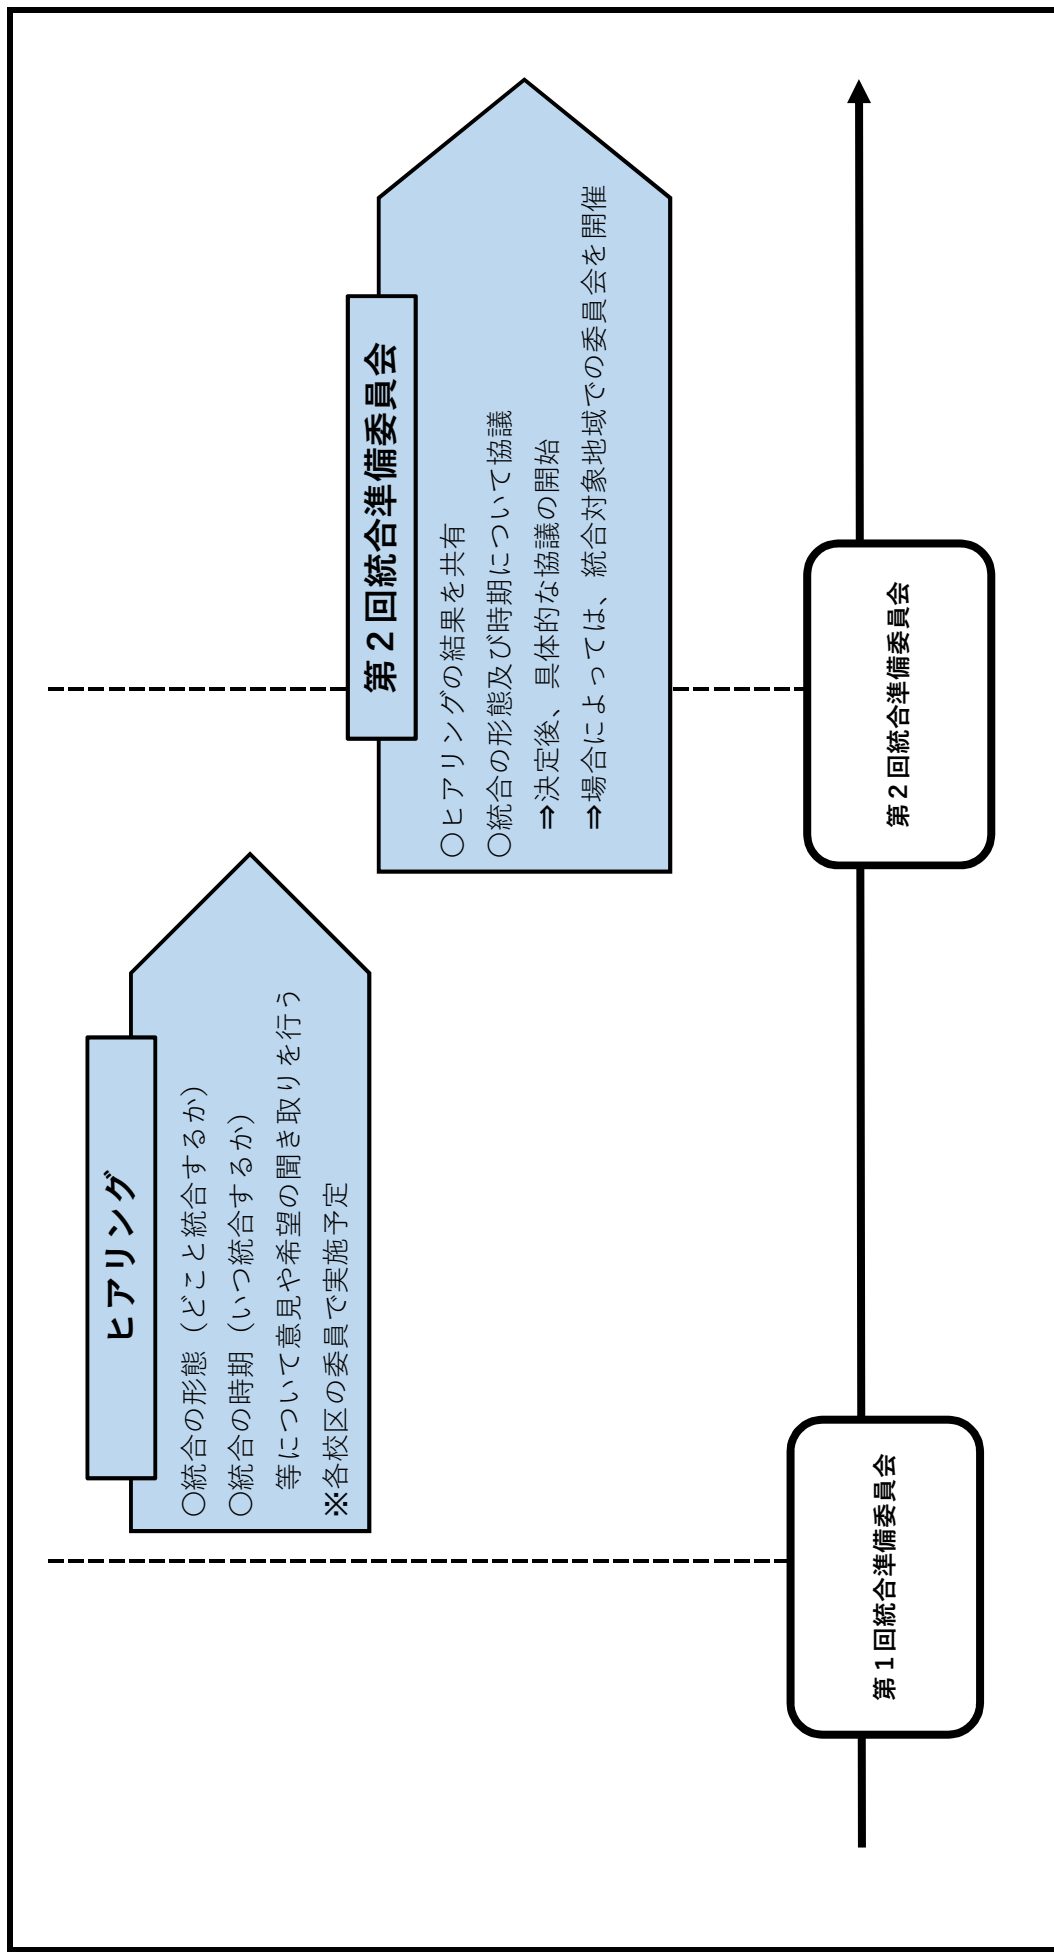 ヒアリング
〇統合の形態（どこと統合するか）
〇統合の時期（いつ統合するか）
等について意見や希望の聞き取りを行う
※各校区の委員で実施予定
第２回統合準備委員会
〇ヒアリングの結果を共有
〇統合の形態及び時期について協議
⇒決定後、具体的な協議の開始
⇒場合によっては、統合対象地域での委員会を開催
第１回統合準備委員会
第２回統合準備委員会